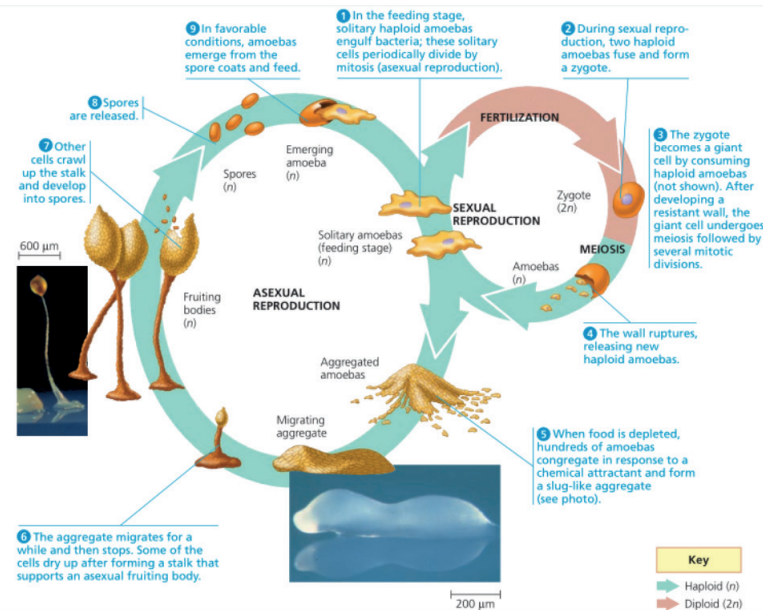 1 In the feeding stage,
solitary haploid amoebas
engulf bacteria; these solitary
cells periodically divide by
mitosis (asexual reproduction).
2 During sexual repro-
duction, two haploid
amoebas fuse and form
a zygote.
3 The zygote
becomes a giant
cell by consuming
haploid amoebas
(not shown). After
developing a
resistant wall, the
giant cell undergoes
meiosis followed by
several mitotic
divisions.
4 The wall ruptures,
releasing new
haploid amoebas.
5 When food is depleted,
hundreds of amoebas
congregate in response to a
chemical attractant and form
a slug-like aggregate
(see photo).
6 The aggregate migrates for a
while and then stops. Some of the
cells dry up after forming a stalk that
supports an asexual fruiting body.
7 Other
cells crawl
up the stalk
and develop
into spores.
8 Spores
are released.
9 In favorable
conditions, amoebas
emerge from the
spore coats and feed.
FERTILIZATION
SEXUAL
REPRODUCTION
Zygote
(2n)
MEIOSIS
Amoebas
(n)
Solitary amoebas
(feeding stage)
(n)
Emerging
amoeba
(n)
Spores
(n)
ASEXUAL
REPRODUCTION
Fruiting
bodies
(n)
Aggregated
amoebas
Migrating
aggregate
600 µm
200 µm
Key
Haploid (n)
Diploid (2n)